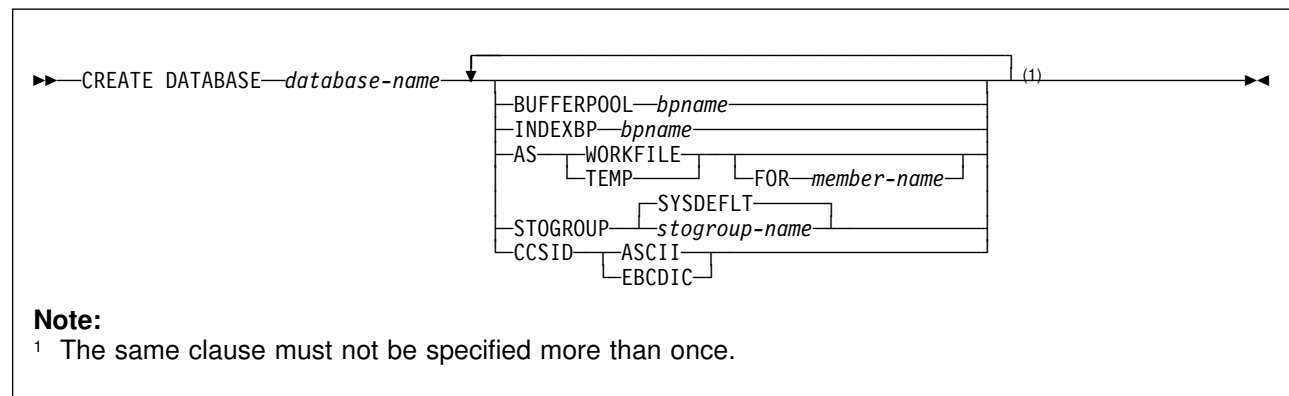 CREATE DATABASE database-name (1)
BUFFERPOOL bpname
INDEXBP bpname
AS WORKFILE
TEMP FOR member-name
SYSDEFLT
STOGROUP stogroup-name
CCSID ASCII
EBCDIC
Note:
1 The same clause must not be specified more than once.